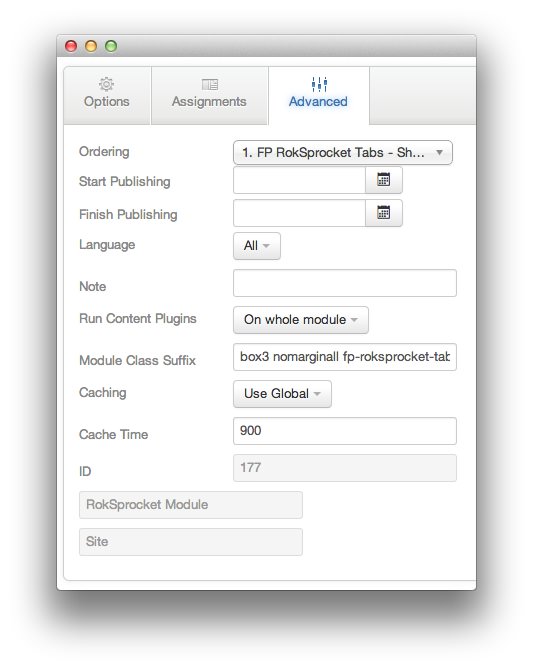 Options
Assignments
Advanced
Ordering 1. FP RokSprocket Tabs - Sh...
Start Publishing
Finish Publishing
Language All
Note
Run Content Plugins On whole module
Module Class Suffix box3 nomarginall fp-roksprocket-tab
Caching Use Global
Cache Time 900
ID 177
RokSprocket Module
Site